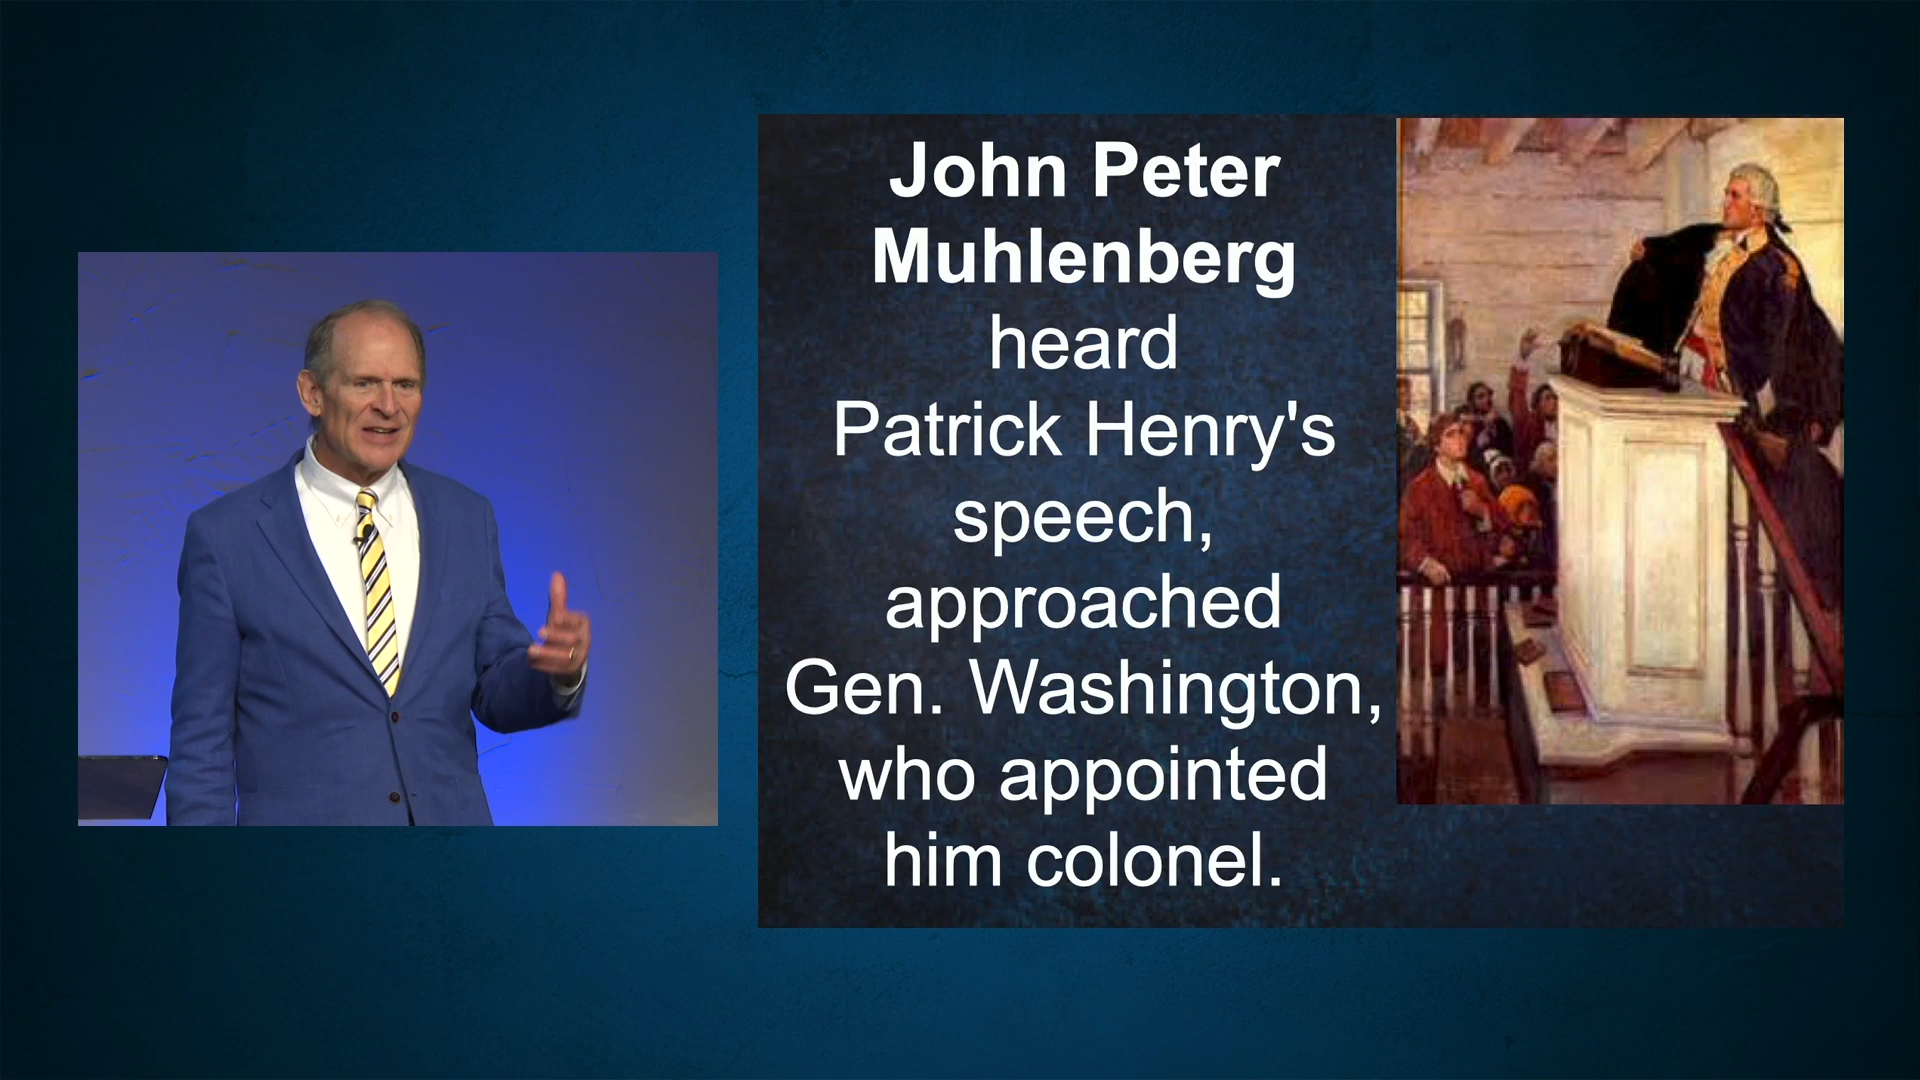 John Peter
Muhlenberg
heard
Patrick Henry's
speech,
approached
Gen. Washington,
who appointed
him colonel.